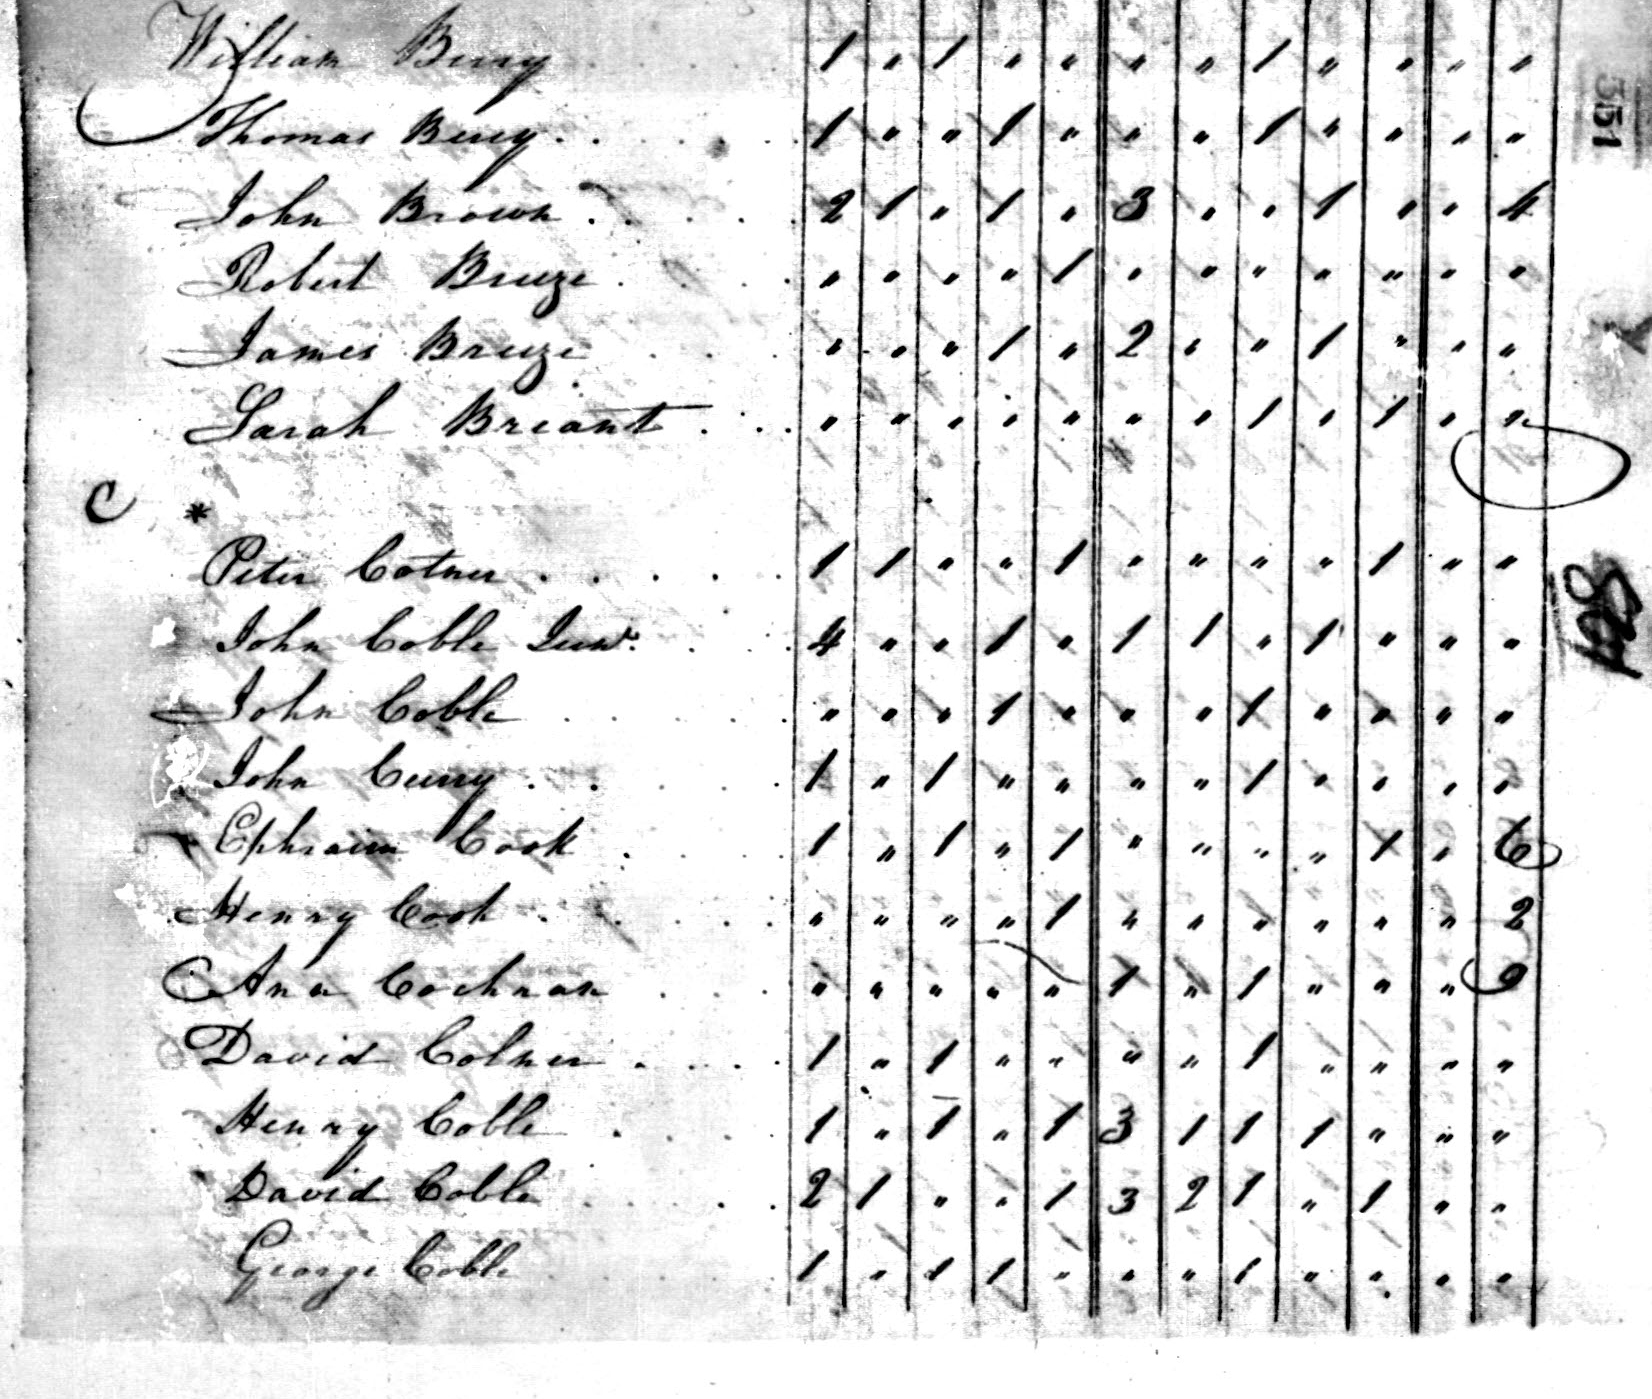 William Berry . . . . 1 " 1 " " " " 1 " " " "
Thomas Berry . . . . 1 " " 1 " " " 1 " " " "
John Brown . . . . 2 1 " 1 " 3 " " 1 " " 4
Robert Breeze . . . . " " " " 1 " " " " " " "
James Breeze . . . . " " " 1 " 2 " " 1 " " "
Sarah Breant . . . " " " " " " " 1 " 1 " "
C *
Peter Cotner . . . . 1 1 " " 1 " " " " 1 " "
John Coble Junr. . . . 4 " " 1 " 1 1 " 1 " " "
John Coble . . . . " " " 1 " " " 1 " " " "
John Curry . . . . 1 " 1 " " " " 1 " " " "
Ephraim Cook . . . . 1 " 1 " 1 " " " " 1 " 6
Henry Cook . . . . " " " " 1 " " " " " " 2
Ann Cochran . . . " " " " " 1 " 1 " " " 9
David Cotner . . . . 1 " 1 " " " " 1 " " " "
Henry Coble . . . . 1 " 1 " 1 3 1 1 1 " " "
David Coble . . . . 2 1 " " 1 3 2 1 " 1 " "
George Coble . . . . 1 " 1 1 " " " 1 " " " "
551